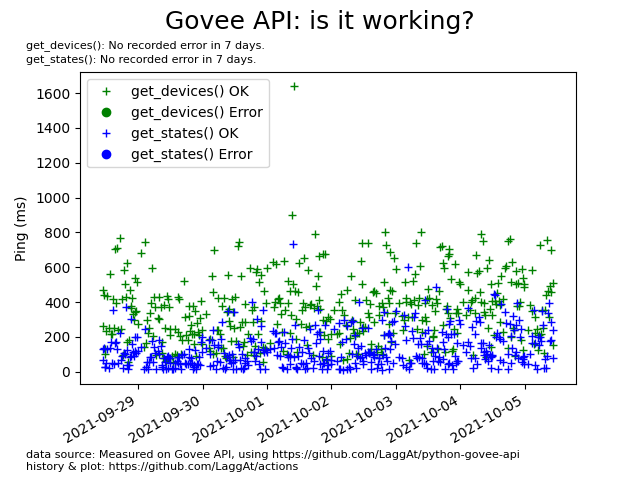 Govee API: is it working?
get_devices(): No recorded error in 7 days.
get_states(): No recorded error in 7 days.
get_devices() OK
get_devices() Error
get_states() OK
get_states() Error
Ping (ms)
1600
1400
1200
1000
800
600
400
200
0
2021-09-29
2021-09-30
2021-10-01
2021-10-02
2021-10-03
2021-10-04
2021-10-05
data source: Measured on Govee API, using https://github.com/LaggAt/python-govee-api
history & plot: https://github.com/LaggAt/actions